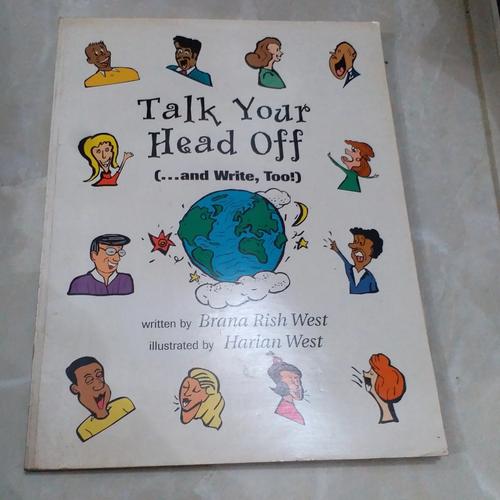 Talk Your
Head Off
(...and Write, Too!)
written by Brana Rish West
illustrated by Harian West